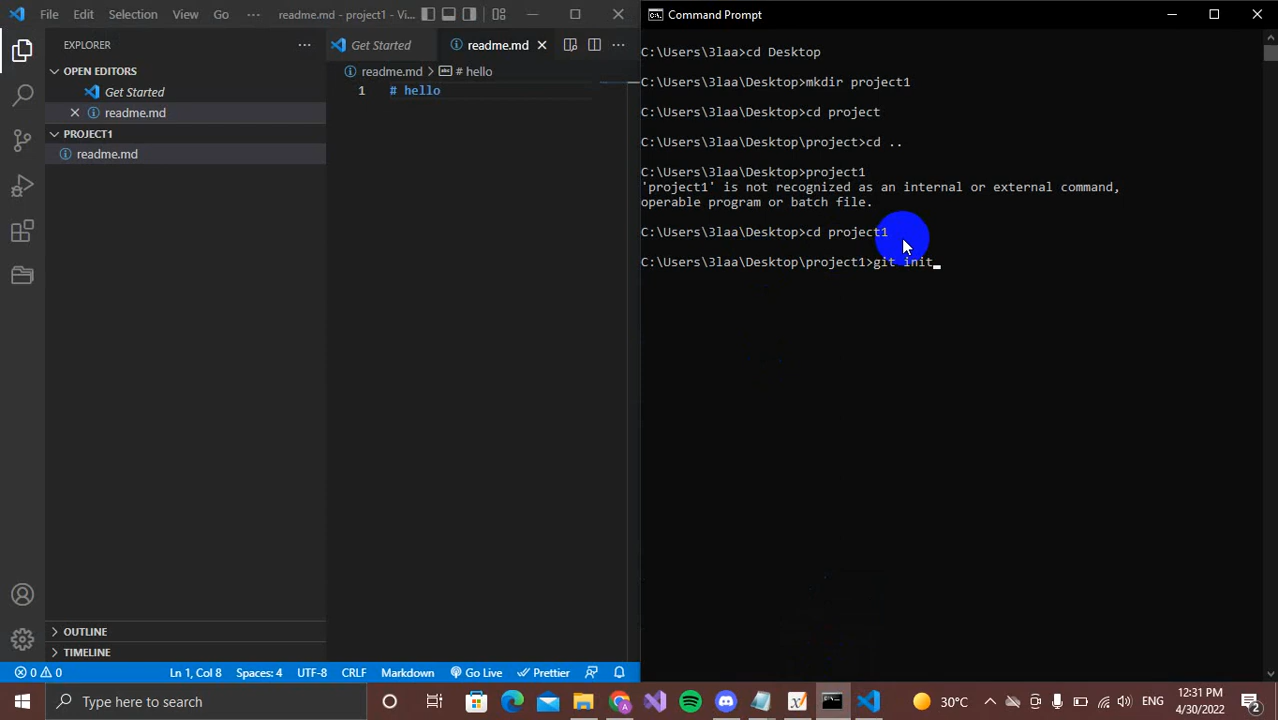 File Edit Selection View Go ··· readme.md - project1 - Vi...
EXPLORER
OPEN EDITORS
Get Started
readme.md
PROJECT1
readme.md
OUTLINE
TIMELINE
Get Started readme.md
readme.md > # hello
1 # hello
0 0 Ln 1, Col 8 Spaces: 4 UTF-8 CRLF Markdown Go Live Prettier
Command Prompt
C:\Users\3laa>cd Desktop
C:\Users\3laa\Desktop>mkdir project1
C:\Users\3laa\Desktop>cd project
C:\Users\3laa\Desktop\project>cd ..
C:\Users\3laa\Desktop>project1
'project1' is not recognized as an internal or external command,
operable program or batch file.
C:\Users\3laa\Desktop>cd project1
C:\Users\3laa\Desktop\project1>git init
Type here to search
30°C
ENG
12:31 PM
4/30/2022
2